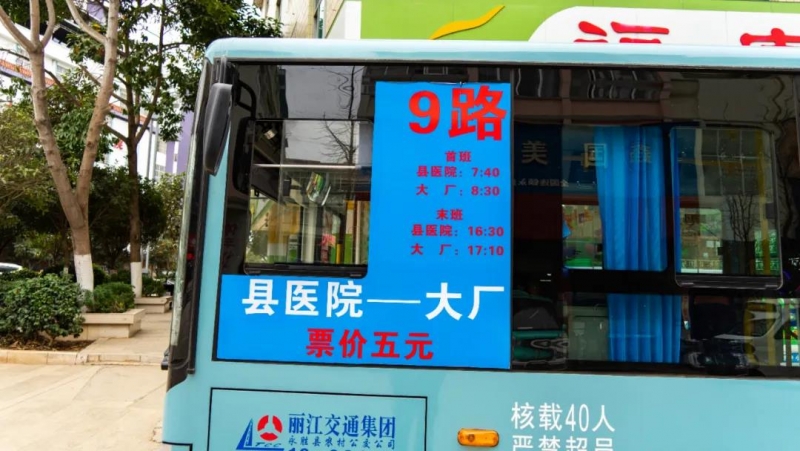 9路
首班
县医院：7:40
大　厂：8:30
末班
县医院：16:30
大　厂：17:10
县医院—大厂
票价五元
丽江交通集团
永胜县农村公交公司
核载40人
严禁超员
美国